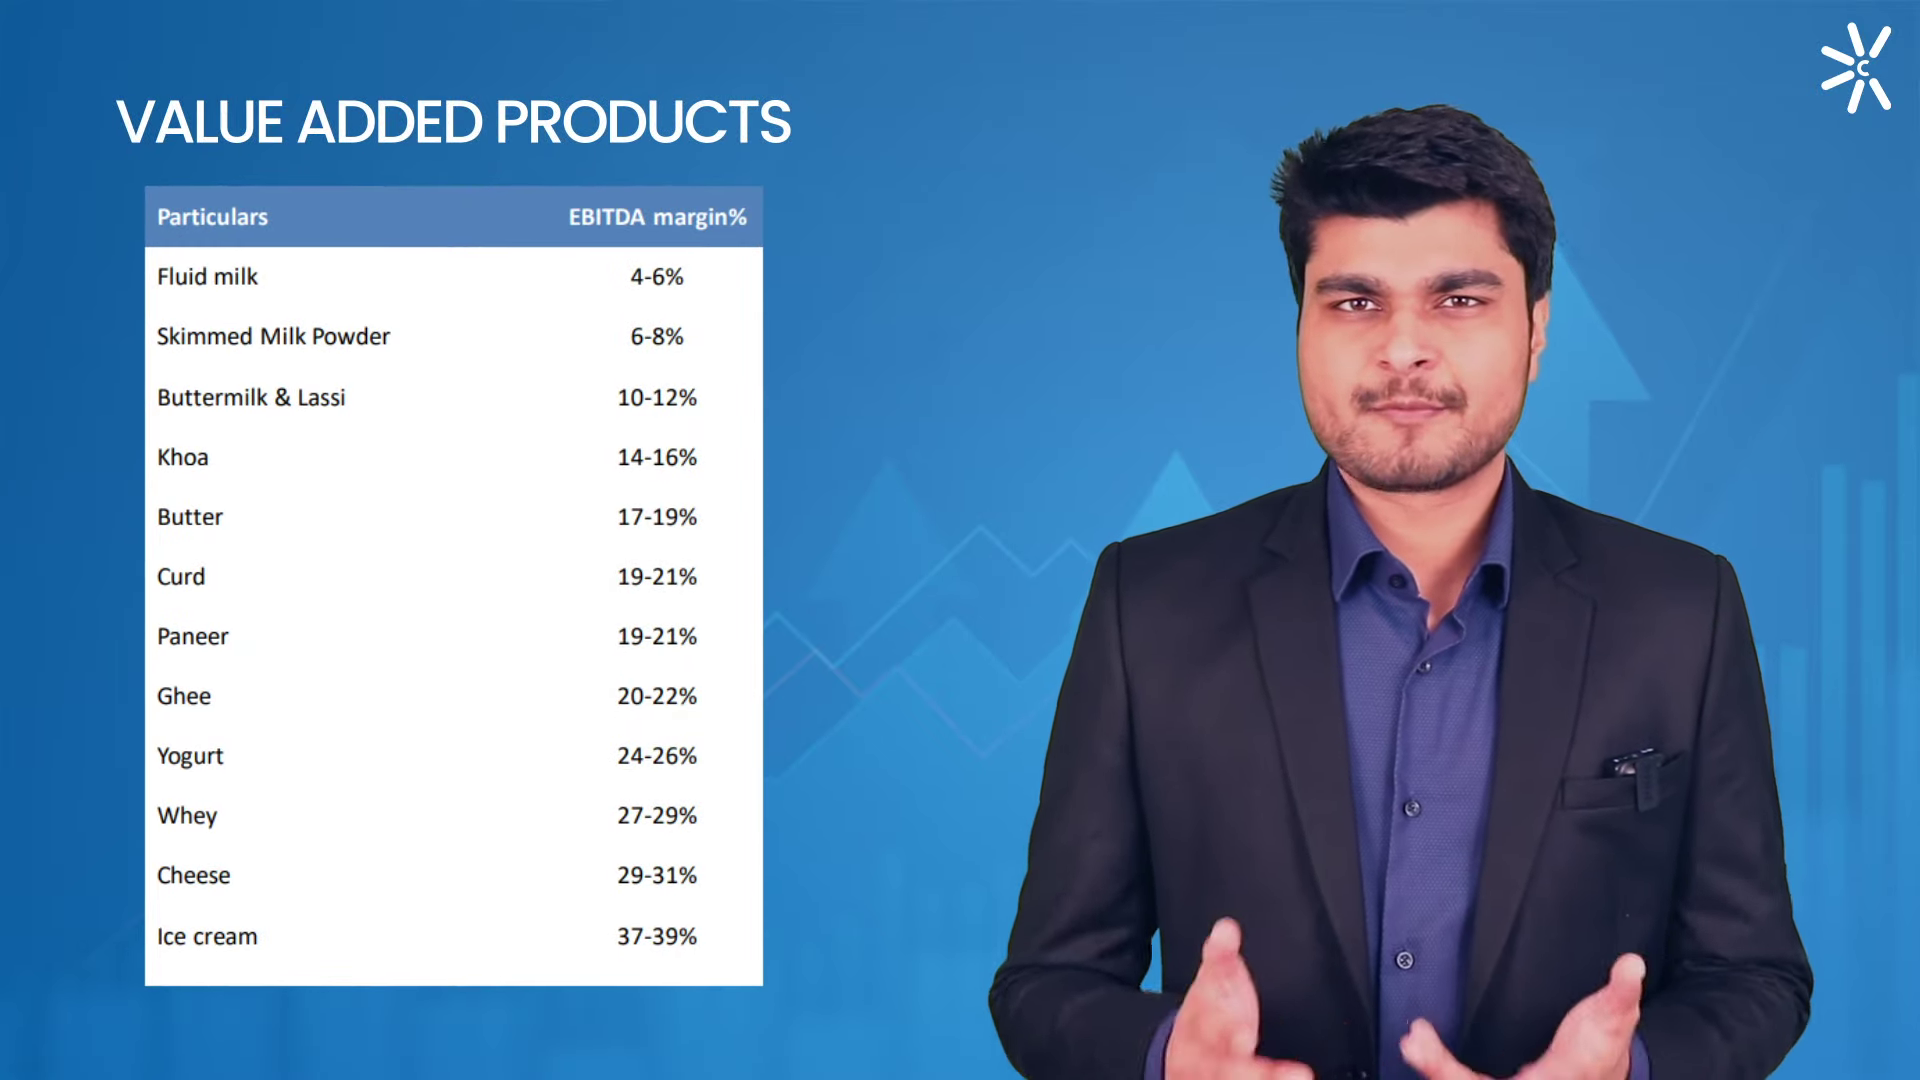 VALUE ADDED PRODUCTS
Particulars EBITDA margin%
Fluid milk 4-6%
Skimmed Milk Powder 6-8%
Buttermilk & Lassi 10-12%
Khoa 14-16%
Butter 17-19%
Curd 19-21%
Paneer 19-21%
Ghee 20-22%
Yogurt 24-26%
Whey 27-29%
Cheese 29-31%
Ice cream 37-39%